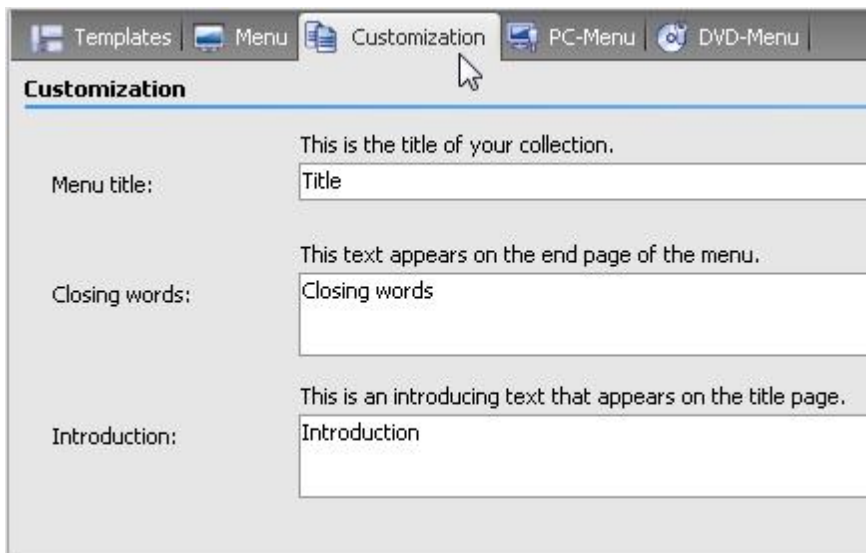 Templates Menu Customization PC-Menu DVD-Menu
Customization
This is the title of your collection.
Menu title:
Title
This text appears on the end page of the menu.
Closing words:
Closing words
This is an introducing text that appears on the title page.
Introduction:
Introduction